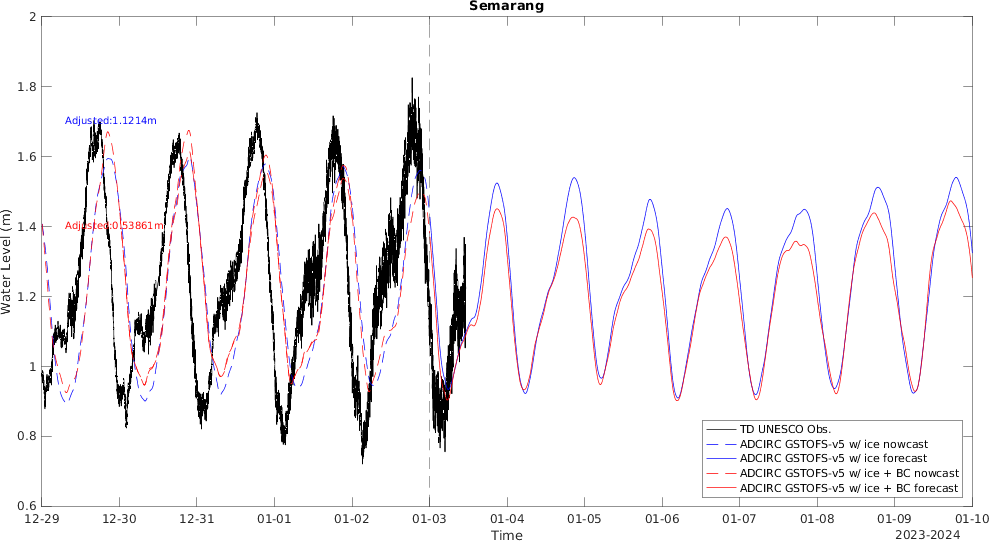 Semarang
2
1.8
1.6
1.4
1.2
1
0.8
0.6
Water Level (m)
Adjusted:1.1214m
Adjusted:0.53861m
TD UNESCO Obs.
ADCIRC GSTOFS-v5 w/ ice nowcast
ADCIRC GSTOFS-v5 w/ ice forecast
ADCIRC GSTOFS-v5 w/ ice + BC nowcast
ADCIRC GSTOFS-v5 w/ ice + BC forecast
12-29 12-30 12-31 01-01 01-02 01-03 01-04 01-05 01-06 01-07 01-08 01-09 01-10
Time
2023-2024